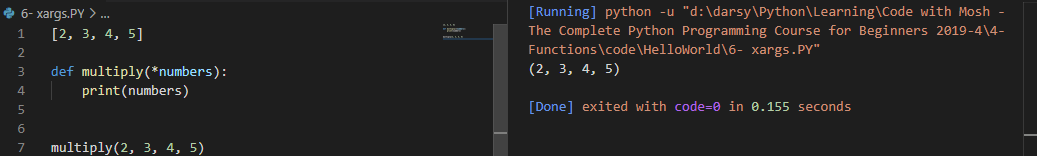 6- xargs.PY > ...
1 [2, 3, 4, 5]
2
3 def multiply(*numbers):
4 print(numbers)
5
6
7 multiply(2, 3, 4, 5)
[Running] python -u "d:\darsy\Python\Learning\Code with Mosh -
The Complete Python Programming Course for Beginners 2019-4\4-
Functions\code\HelloWorld\6- xargs.PY"
(2, 3, 4, 5)
[Done] exited with code=0 in 0.155 seconds